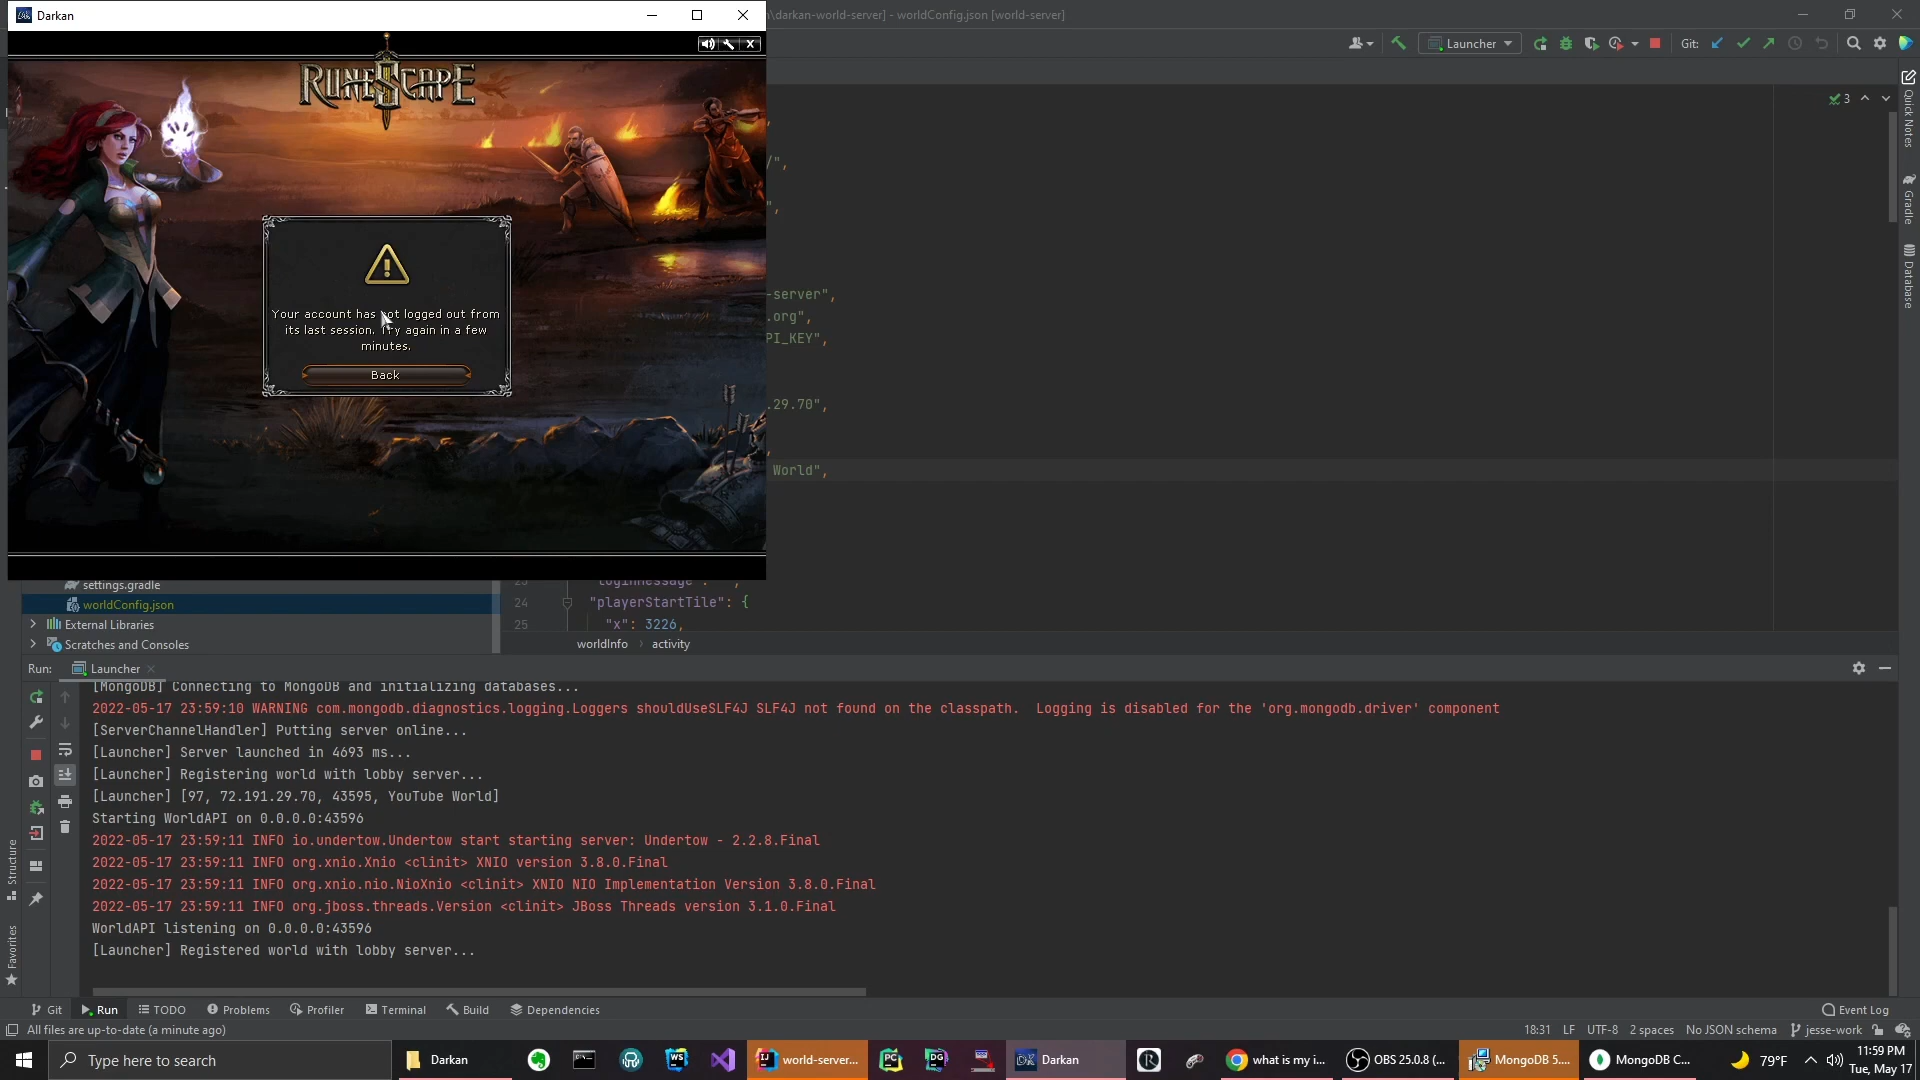 Darkan
\darkan-world-server] - worldConfig.json [world-server]
Launcher
Git:
RUNESCAPE
3
Quick Notes
Gradle
Database
/",
",
-server",
.org",
PI_KEY",
.29.70",
World",
Your account has not logged out from
its last session. Try again in a few
minutes.
Back
settings.gradle
worldConfig.json
External Libraries
Scratches and Consoles
24 "playerStartTile": {
25 "x": 3226,
worldInfo › activity
Run: Launcher
[MongoDB] Connecting to MongoDB and initializing databases...
2022-05-17 23:59:10 WARNING com.mongodb.diagnostics.logging.Loggers shouldUseSLF4J SLF4J not found on the classpath.  Logging is disabled for the 'org.mongodb.driver' component
[ServerChannelHandler] Putting server online...
[Launcher] Server launched in 4693 ms...
[Launcher] Registering world with lobby server...
[Launcher] [97, 72.191.29.70, 43595, YouTube World]
Starting WorldAPI on 0.0.0.0:43596
2022-05-17 23:59:11 INFO io.undertow.Undertow start starting server: Undertow - 2.2.8.Final
2022-05-17 23:59:11 INFO org.xnio.Xnio <clinit> XNIO version 3.8.0.Final
2022-05-17 23:59:11 INFO org.xnio.nio.NioXnio <clinit> XNIO NIO Implementation Version 3.8.0.Final
2022-05-17 23:59:11 INFO org.jboss.threads.Version <clinit> JBoss Threads version 3.1.0.Final
WorldAPI listening on 0.0.0.0:43596
[Launcher] Registered world with lobby server...
Structure
Favorites
Git Run TODO Problems Profiler Terminal Build Dependencies Event Log
All files are up-to-date (a minute ago) 18:31 LF UTF-8 2 spaces No JSON schema jesse-work
Type here to search Darkan world-server... Darkan what is my i... OBS 25.0.8 (... MongoDB 5.... MongoDB C... 79°F 11:59 PM
Tue, May 17